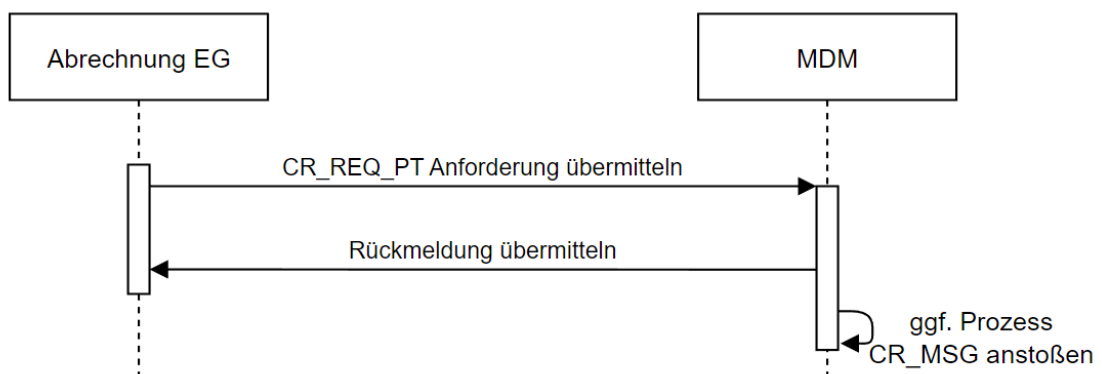 Abrechnung EG
MDM
CR_REQ_PT Anforderung übermitteln
Rückmeldung übermitteln
ggf. Prozess
CR_MSG anstoßen